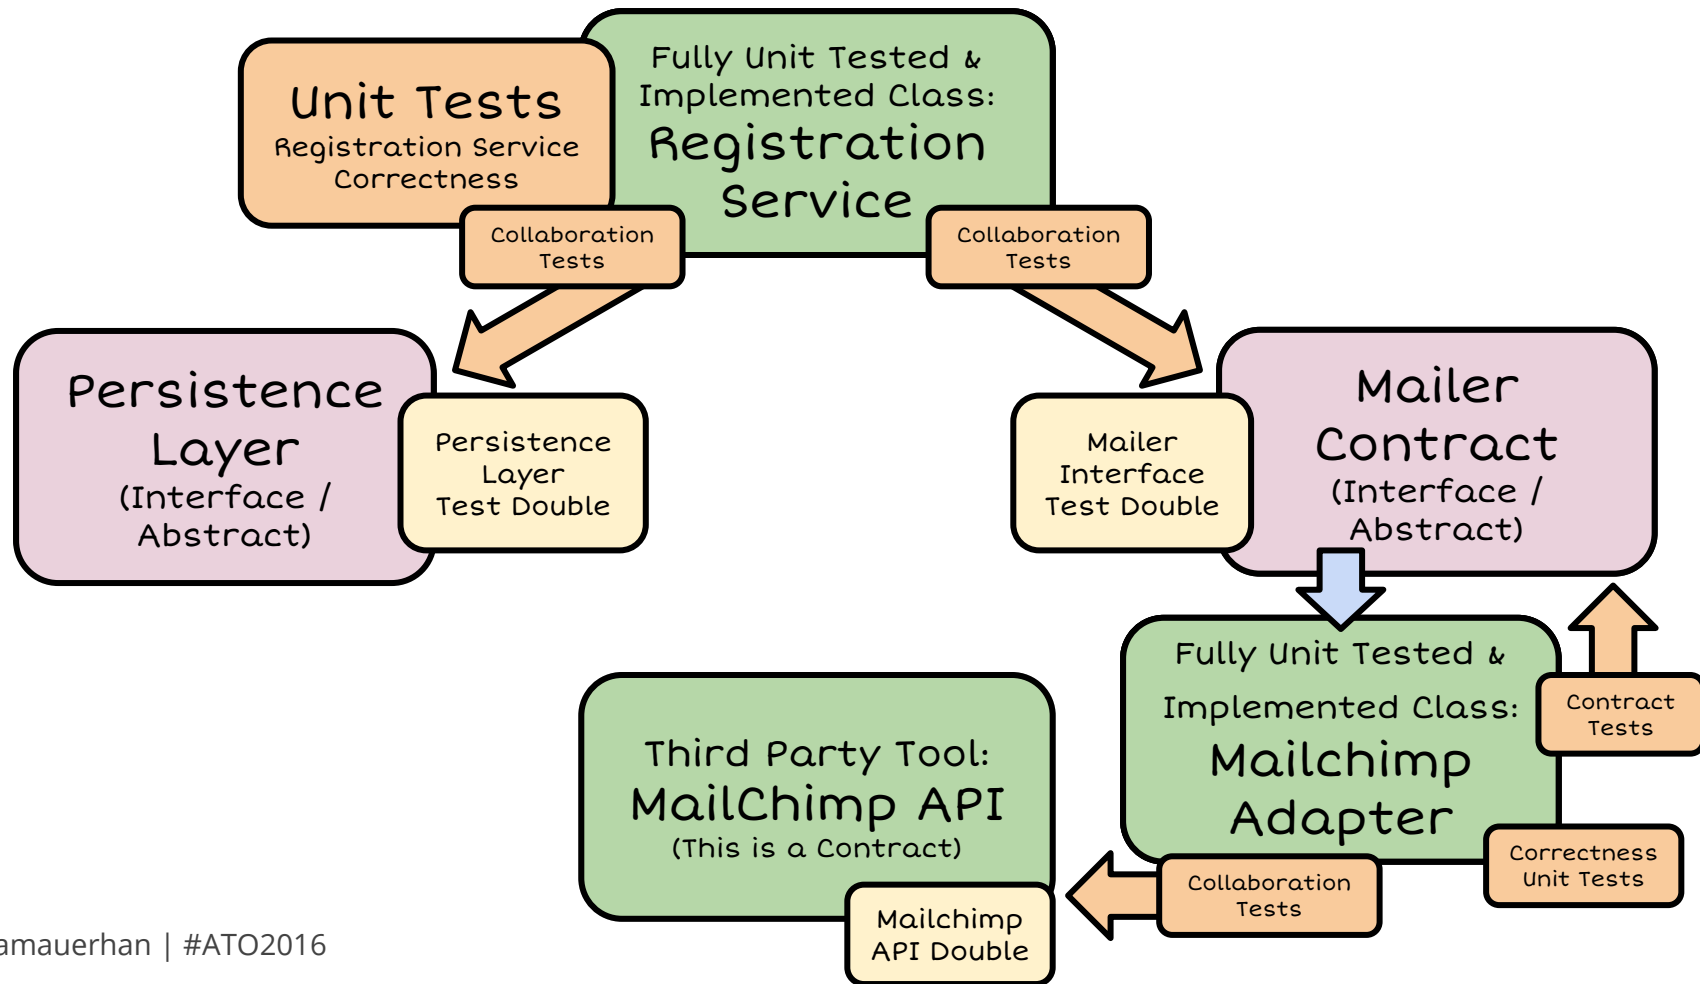 Unit Tests
Registration Service
Correctness
Fully Unit Tested &
Implemented Class:
Registration
Service
Collaboration
Tests
Collaboration
Tests
Persistence
Layer
(Interface /
Abstract)
Persistence
Layer
Test Double
Mailer
Interface
Test Double
Mailer
Contract
(Interface /
Abstract)
Fully Unit Tested &
Implemented Class:
Mailchimp
Adapter
Contract
Tests
Correctness
Unit Tests
Collaboration
Tests
Third Party Tool:
MailChimp API
(This is a Contract)
Mailchimp
API Double
amauerhan | #ATO2016